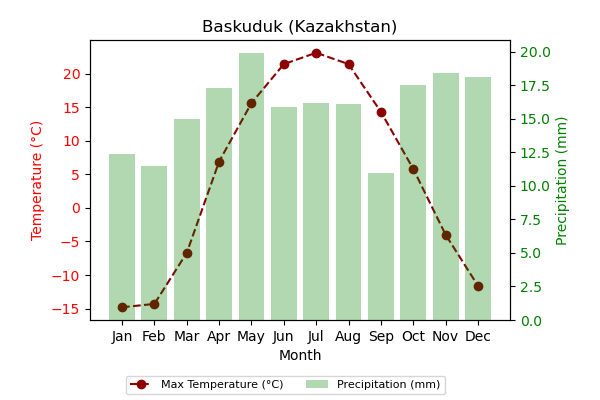 Baskuduk (Kazakhstan)
Temperature (°C)
20
15
10
5
0
−5
−10
−15
20.0
17.5
15.0
12.5
10.0
7.5
5.0
2.5
0.0
Precipitation (mm)
Jan Feb Mar Apr May Jun Jul Aug Sep Oct Nov Dec
Month
Max Temperature (°C) Precipitation (mm)